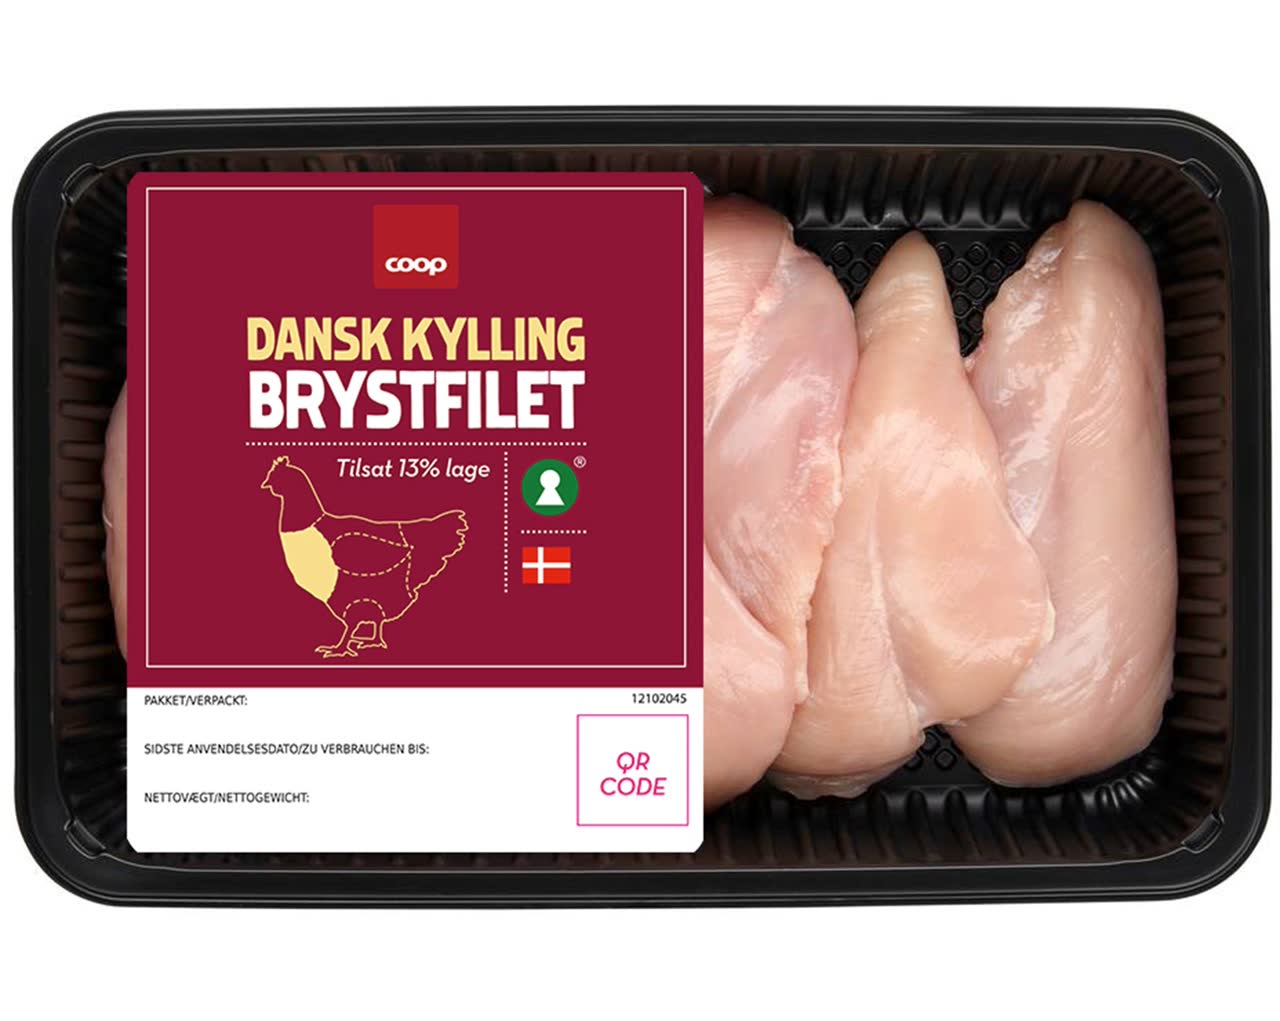 coop
DANSK KYLLING
BRYSTFILET
Tilsat 13% lage
®
PAKKET/VERPACKT:
12102045
SIDSTE ANVENDELSESDATO/ZU VERBRAUCHEN BIS:
QR
CODE
NETTOVÆGT/NETTOGEWICHT: